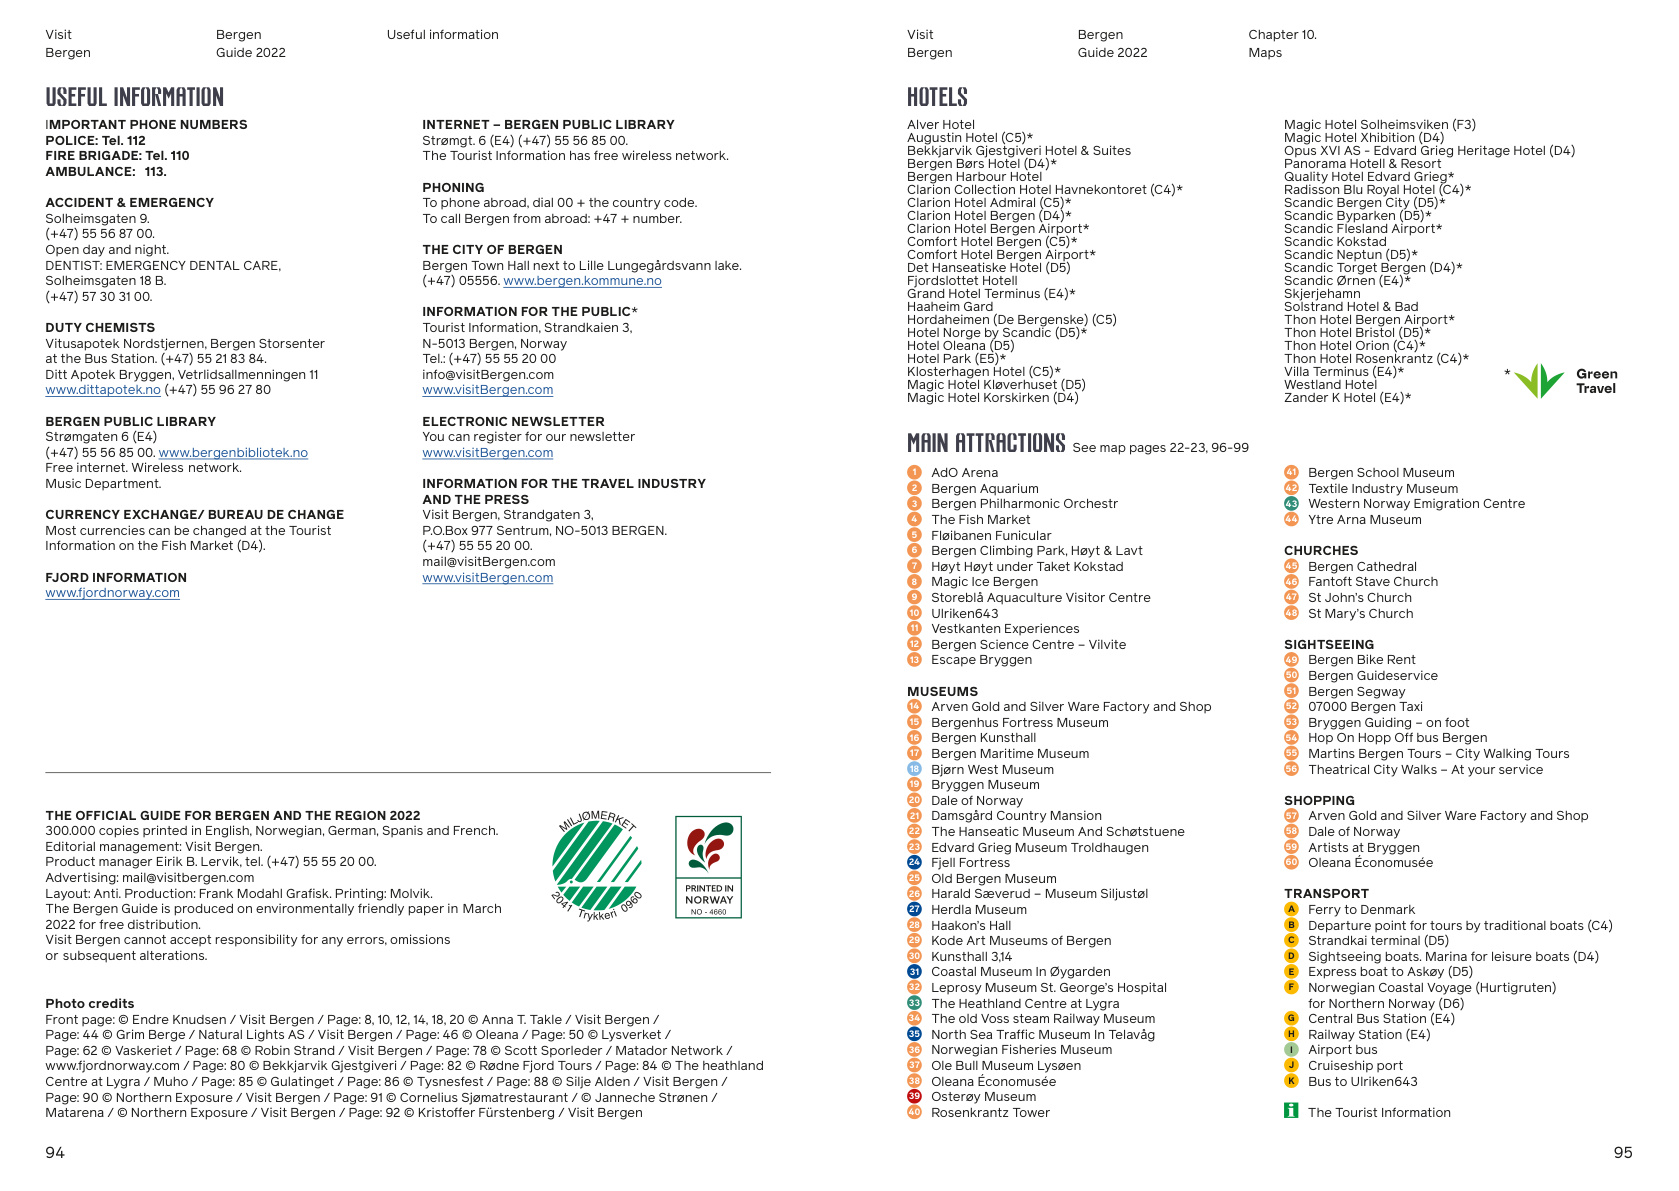 Visit
Bergen
Bergen
Guide 2022
Useful information
USEFUL INFORMATION
IMPORTANT PHONE NUMBERS
POLICE: Tel. 112
FIRE BRIGADE: Tel. 110
AMBULANCE: 113.
ACCIDENT & EMERGENCY
Solheimsgaten 9.
(+47) 55 56 87 00.
Open day and night.
DENTIST: EMERGENCY DENTAL CARE,
Solheimsgaten 18 B.
(+47) 57 30 31 00.
DUTY CHEMISTS
Vitusapotek Nordstjernen, Bergen Storsenter
at the Bus Station. (+47) 55 21 83 84.
Ditt Apotek Bryggen, Vetrlidsallmenningen 11
www.dittapotek.no (+47) 55 96 27 80
BERGEN PUBLIC LIBRARY
Strømgaten 6 (E4)
(+47) 55 56 85 00. www.bergenbibliotek.no
Free internet. Wireless network.
Music Department.
CURRENCY EXCHANGE/ BUREAU DE CHANGE
Most currencies can be changed at the Tourist
Information on the Fish Market (D4).
FJORD INFORMATION
www.fjordnorway.com
INTERNET – BERGEN PUBLIC LIBRARY
Strømgt. 6 (E4) (+47) 55 56 85 00.
The Tourist Information has free wireless network.
PHONING
To phone abroad, dial 00 + the country code.
To call Bergen from abroad: +47 + number.
THE CITY OF BERGEN
Bergen Town Hall next to Lille Lungegårdsvann lake.
(+47) 05556. www.bergen.kommune.no
INFORMATION FOR THE PUBLIC*
Tourist Information, Strandkaien 3,
N-5013 Bergen, Norway
Tel.: (+47) 55 55 20 00
info@visitBergen.com
www.visitBergen.com
ELECTRONIC NEWSLETTER
You can register for our newsletter
www.visitBergen.com
INFORMATION FOR THE TRAVEL INDUSTRY
AND THE PRESS
Visit Bergen, Strandgaten 3,
P.O.Box 977 Sentrum, NO-5013 BERGEN.
(+47) 55 55 20 00.
mail@visitBergen.com
www.visitBergen.com
THE OFFICIAL GUIDE FOR BERGEN AND THE REGION 2022
300.000 copies printed in English, Norwegian, German, Spanis and French.
Editorial management: Visit Bergen.
Product manager Eirik B. Lervik, tel. (+47) 55 55 20 00.
Advertising: mail@visitbergen.com
Layout: Anti. Production: Frank Modahl Grafisk. Printing: Molvik.
The Bergen Guide is produced on environmentally friendly paper in March
2022 for free distribution.
Visit Bergen cannot accept responsibility for any errors, omissions
or subsequent alterations.
MILJØMERKET
2041 Trykkeri 0960
PRINTED IN
NORWAY
NO - 4660
Photo credits
Front page: © Endre Knudsen / Visit Bergen / Page: 8, 10, 12, 14, 18, 20 © Anna T. Takle / Visit Bergen /
Page: 44 © Grim Berge / Natural Lights AS / Visit Bergen / Page: 46 © Oleana / Page: 50 © Lysverket /
Page: 62 © Vaskeriet / Page: 68 © Robin Strand / Visit Bergen / Page: 78 © Scott Sporleder / Matador Network /
www.fjordnorway.com / Page: 80 © Bekkjarvik Gjestgiveri / Page: 82 © Rødne Fjord Tours / Page: 84 © The heathland
Centre at Lygra / Muho / Page: 85 © Gulatinget / Page: 86 © Tysnesfest / Page: 88 © Silje Alden / Visit Bergen /
Page: 90 © Northern Exposure / Visit Bergen / Page: 91 © Cornelius Sjømatrestaurant / © Janneche Strønen /
Matarena / © Northern Exposure / Visit Bergen / Page: 92 © Kristoffer Fürstenberg / Visit Bergen
94
Visit
Bergen
Bergen
Guide 2022
Chapter 10.
Maps
HOTELS
Alver Hotel
Augustin Hotel (C5)*
Bekkjarvik Gjestgiveri Hotel & Suites
Bergen Børs Hotel (D4)*
Bergen Harbour Hotel
Clarion Collection Hotel Havnekontoret (C4)*
Clarion Hotel Admiral (C5)*
Clarion Hotel Bergen (D4)*
Clarion Hotel Bergen Airport*
Comfort Hotel Bergen (C5)*
Comfort Hotel Bergen Airport*
Det Hanseatiske Hotel (D5)
Fjordslottet Hotell
Grand Hotel Terminus (E4)*
Haaheim Gard
Hordaheimen (De Bergenske) (C5)
Hotel Norge by Scandic (D5)*
Hotel Oleana (D5)
Hotel Park (E5)*
Klosterhagen Hotel (C5)*
Magic Hotel Kløverhuset (D5)
Magic Hotel Korskirken (D4)
Magic Hotel Solheimsviken (F3)
Magic Hotel Xhibition (D4)
Opus XVI AS - Edvard Grieg Heritage Hotel (D4)
Panorama Hotell & Resort
Quality Hotel Edvard Grieg*
Radisson Blu Royal Hotel (C4)*
Scandic Bergen City (D5)*
Scandic Byparken (D5)*
Scandic Flesland Airport*
Scandic Kokstad
Scandic Neptun (D5)*
Scandic Torget Bergen (D4)*
Scandic Ørnen (E4)*
Skjerjehamn
Solstrand Hotel & Bad
Thon Hotel Bergen Airport*
Thon Hotel Bristol (D5)*
Thon Hotel Orion (C4)*
Thon Hotel Rosenkrantz (C4)*
Villa Terminus (E4)*
Westland Hotel
Zander K Hotel (E4)*
* Green
Travel
MAIN ATTRACTIONS See map pages 22-23, 96-99
1 AdO Arena
2 Bergen Aquarium
3 Bergen Philharmonic Orchestr
4 The Fish Market
5 Fløibanen Funicular
6 Bergen Climbing Park, Høyt & Lavt
7 Høyt Høyt under Taket Kokstad
8 Magic Ice Bergen
9 Storeblå Aquaculture Visitor Centre
10 Ulriken643
11 Vestkanten Experiences
12 Bergen Science Centre – Vilvite
13 Escape Bryggen
MUSEUMS
14 Arven Gold and Silver Ware Factory and Shop
15 Bergenhus Fortress Museum
16 Bergen Kunsthall
17 Bergen Maritime Museum
18 Bjørn West Museum
19 Bryggen Museum
20 Dale of Norway
21 Damsgård Country Mansion
22 The Hanseatic Museum And Schøtstuene
23 Edvard Grieg Museum Troldhaugen
24 Fjell Fortress
25 Old Bergen Museum
26 Harald Sæverud – Museum Siljustøl
27 Herdla Museum
28 Haakon's Hall
29 Kode Art Museums of Bergen
30 Kunsthall 3,14
31 Coastal Museum In Øygarden
32 Leprosy Museum St. George's Hospital
33 The Heathland Centre at Lygra
34 The old Voss steam Railway Museum
35 North Sea Traffic Museum In Telavåg
36 Norwegian Fisheries Museum
37 Ole Bull Museum Lysøen
38 Oleana Économusée
39 Osterøy Museum
40 Rosenkrantz Tower
41 Bergen School Museum
42 Textile Industry Museum
43 Western Norway Emigration Centre
44 Ytre Arna Museum
CHURCHES
45 Bergen Cathedral
46 Fantoft Stave Church
47 St John's Church
48 St Mary's Church
SIGHTSEEING
49 Bergen Bike Rent
50 Bergen Guideservice
51 Bergen Segway
52 07000 Bergen Taxi
53 Bryggen Guiding – on foot
54 Hop On Hopp Off bus Bergen
55 Martins Bergen Tours – City Walking Tours
56 Theatrical City Walks – At your service
SHOPPING
57 Arven Gold and Silver Ware Factory and Shop
58 Dale of Norway
59 Artists at Bryggen
60 Oleana Économusée
TRANSPORT
A Ferry to Denmark
B Departure point for tours by traditional boats (C4)
C Strandkai terminal (D5)
D Sightseeing boats. Marina for leisure boats (D4)
E Express boat to Askøy (D5)
F Norwegian Coastal Voyage (Hurtigruten)
for Northern Norway (D6)
G Central Bus Station (E4)
H Railway Station (E4)
I Airport bus
J Cruiseship port
K Bus to Ulriken643
i The Tourist Information
95